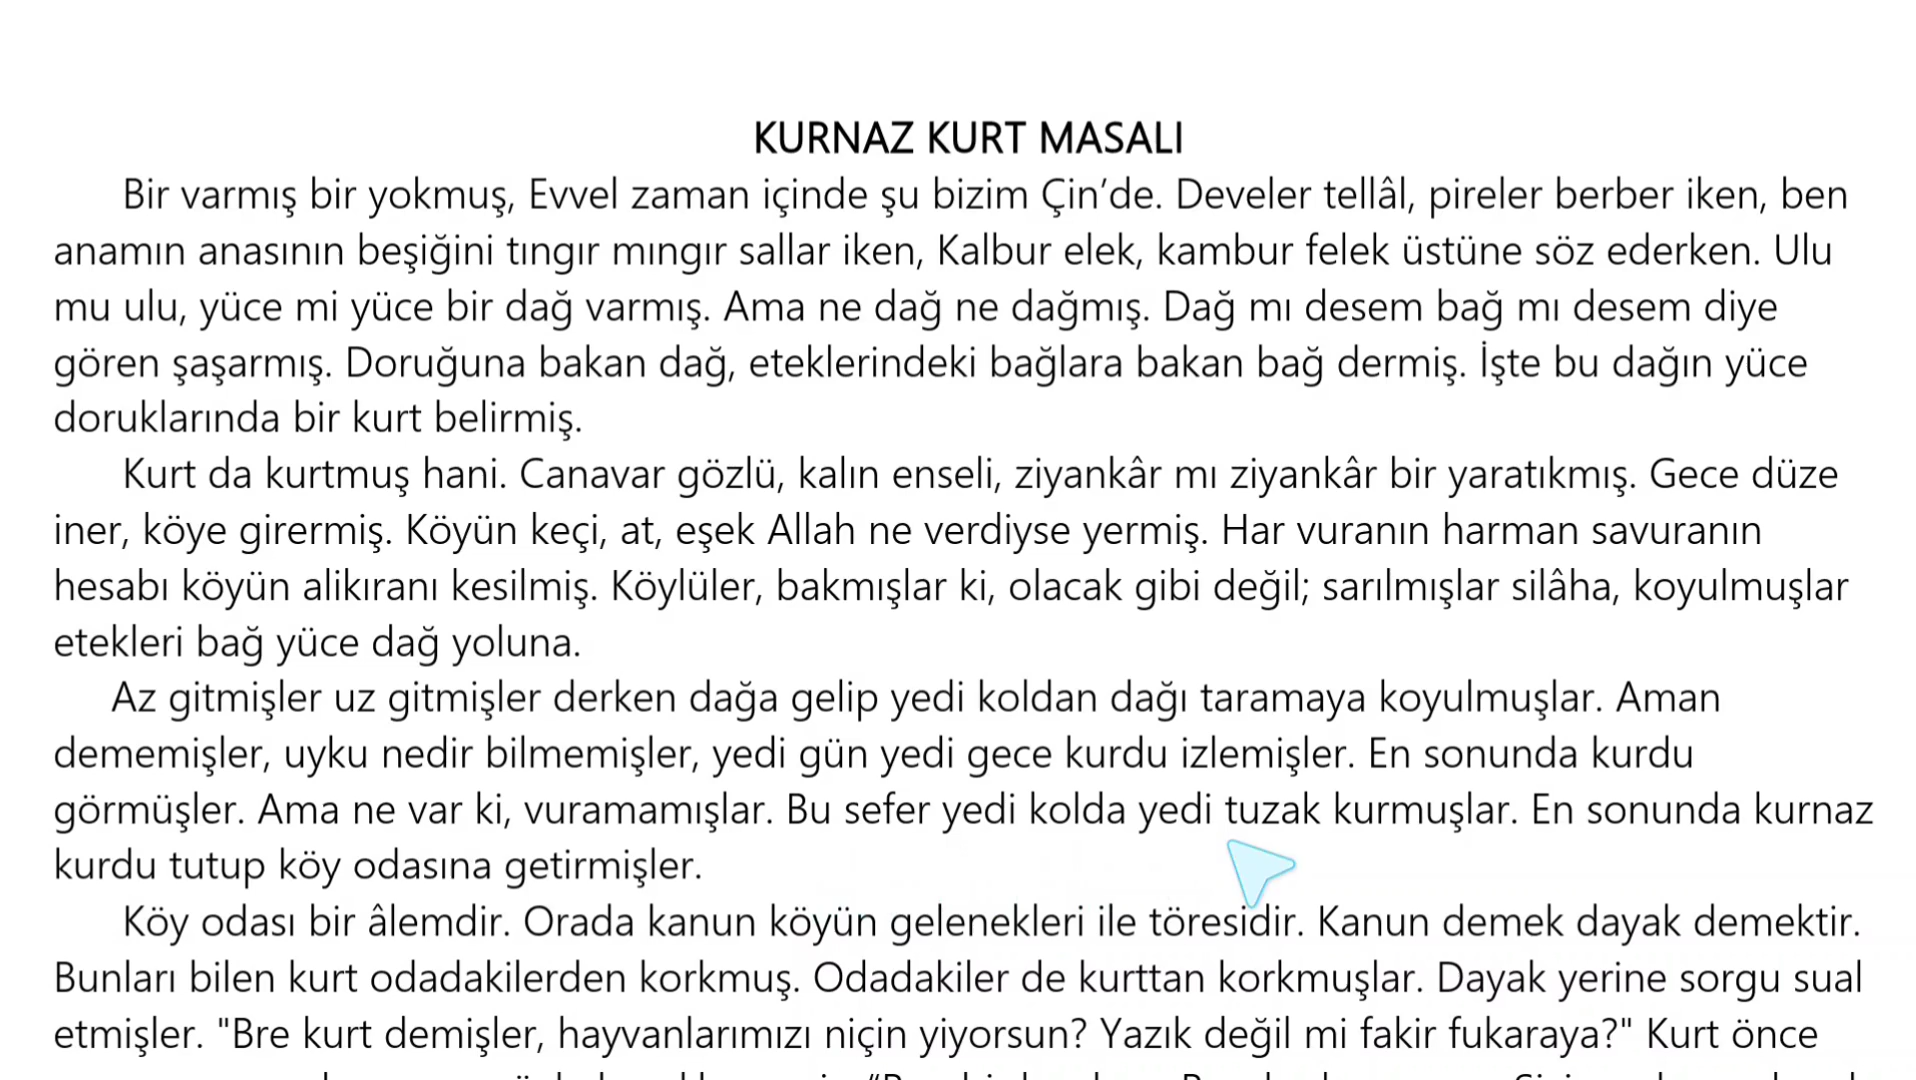 KURNAZ KURT MASALI
Bir varmış bir yokmuş, Evvel zaman içinde şu bizim Çin’de. Develer tellâl, pireler berber iken, ben
anamın anasının beşiğini tıngır mıngır sallar iken, Kalbur elek, kambur felek üstüne söz ederken. Ulu
mu ulu, yüce mi yüce bir dağ varmış. Ama ne dağ ne dağmış. Dağ mı desem bağ mı desem diye
gören şaşarmış. Doruğuna bakan dağ, eteklerindeki bağlara bakan bağ dermiş. İşte bu dağın yüce
doruklarında bir kurt belirmiş.
Kurt da kurtmuş hani. Canavar gözlü, kalın enseli, ziyankâr mı ziyankâr bir yaratıkmış. Gece düze
iner, köye girermiş. Köyün keçi, at, eşek Allah ne verdiyse yermiş. Har vuranın harman savuranın
hesabı köyün alikıranı kesilmiş. Köylüler, bakmışlar ki, olacak gibi değil; sarılmışlar silâha, koyulmuşlar
etekleri bağ yüce dağ yoluna.
Az gitmişler uz gitmişler derken dağa gelip yedi koldan dağı taramaya koyulmuşlar. Aman
dememişler, uyku nedir bilmemişler, yedi gün yedi gece kurdu izlemişler. En sonunda kurdu
görmüşler. Ama ne var ki, vuramamışlar. Bu sefer yedi kolda yedi tuzak kurmuşlar. En sonunda kurnaz
kurdu tutup köy odasına getirmişler.
Köy odası bir âlemdir. Orada kanun köyün gelenekleri ile töresidir. Kanun demek dayak demektir.
Bunları bilen kurt odadakilerden korkmuş. Odadakiler de kurttan korkmuşlar. Dayak yerine sorgu sual
etmişler. "Bre kurt demişler, hayvanlarımızı niçin yiyorsun? Yazık değil mi fakir fukaraya?" Kurt önce